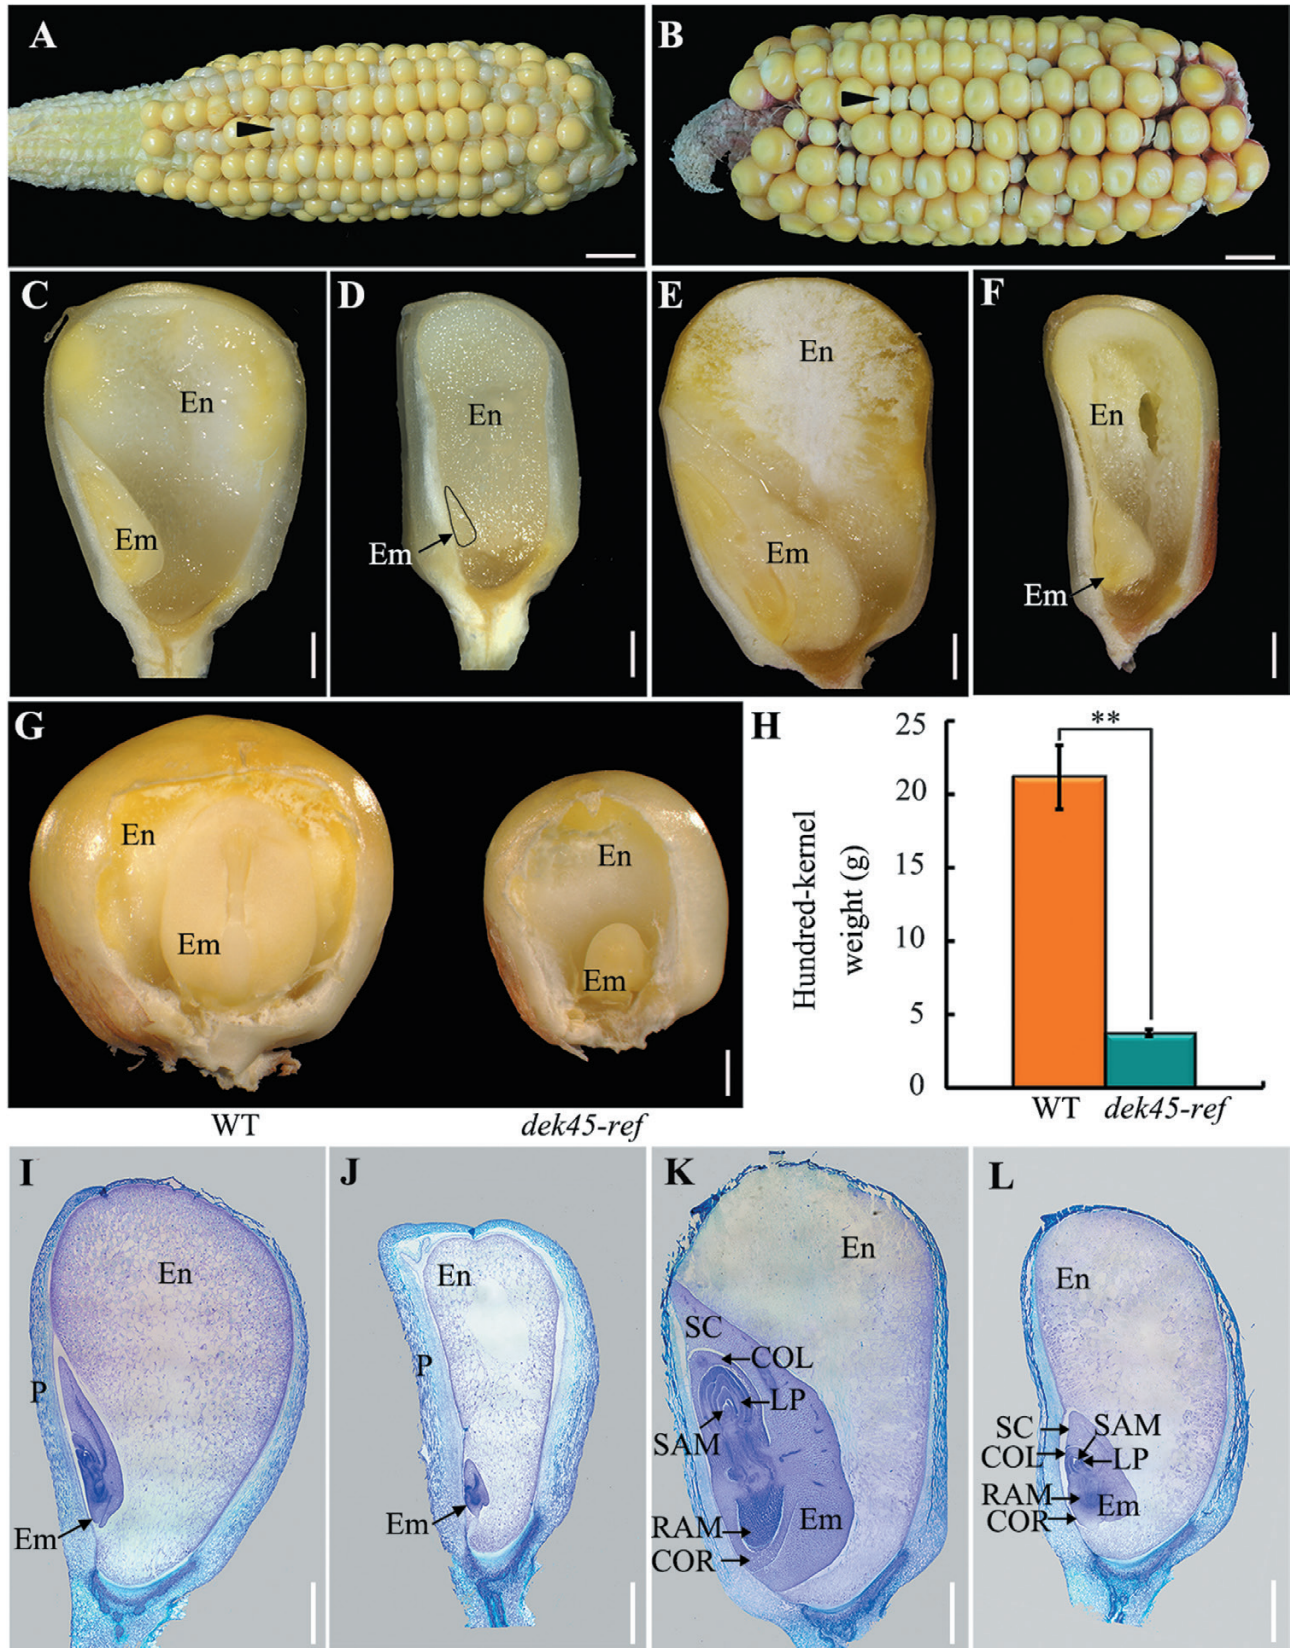 A
B
C
En
Em
D
En
Em
E
En
Em
F
En
Em
G
En
Em
En
Em
WT
dek45-ref
H
**
Hundred-kernel
weight (g)
25
20
15
10
5
0
WT
dek45-ref
I
En
P
Em
J
En
P
Em
K
En
SC
COL
LP
SAM
RAM
Em
COR
L
En
SC
SAM
COL
LP
RAM
Em
COR